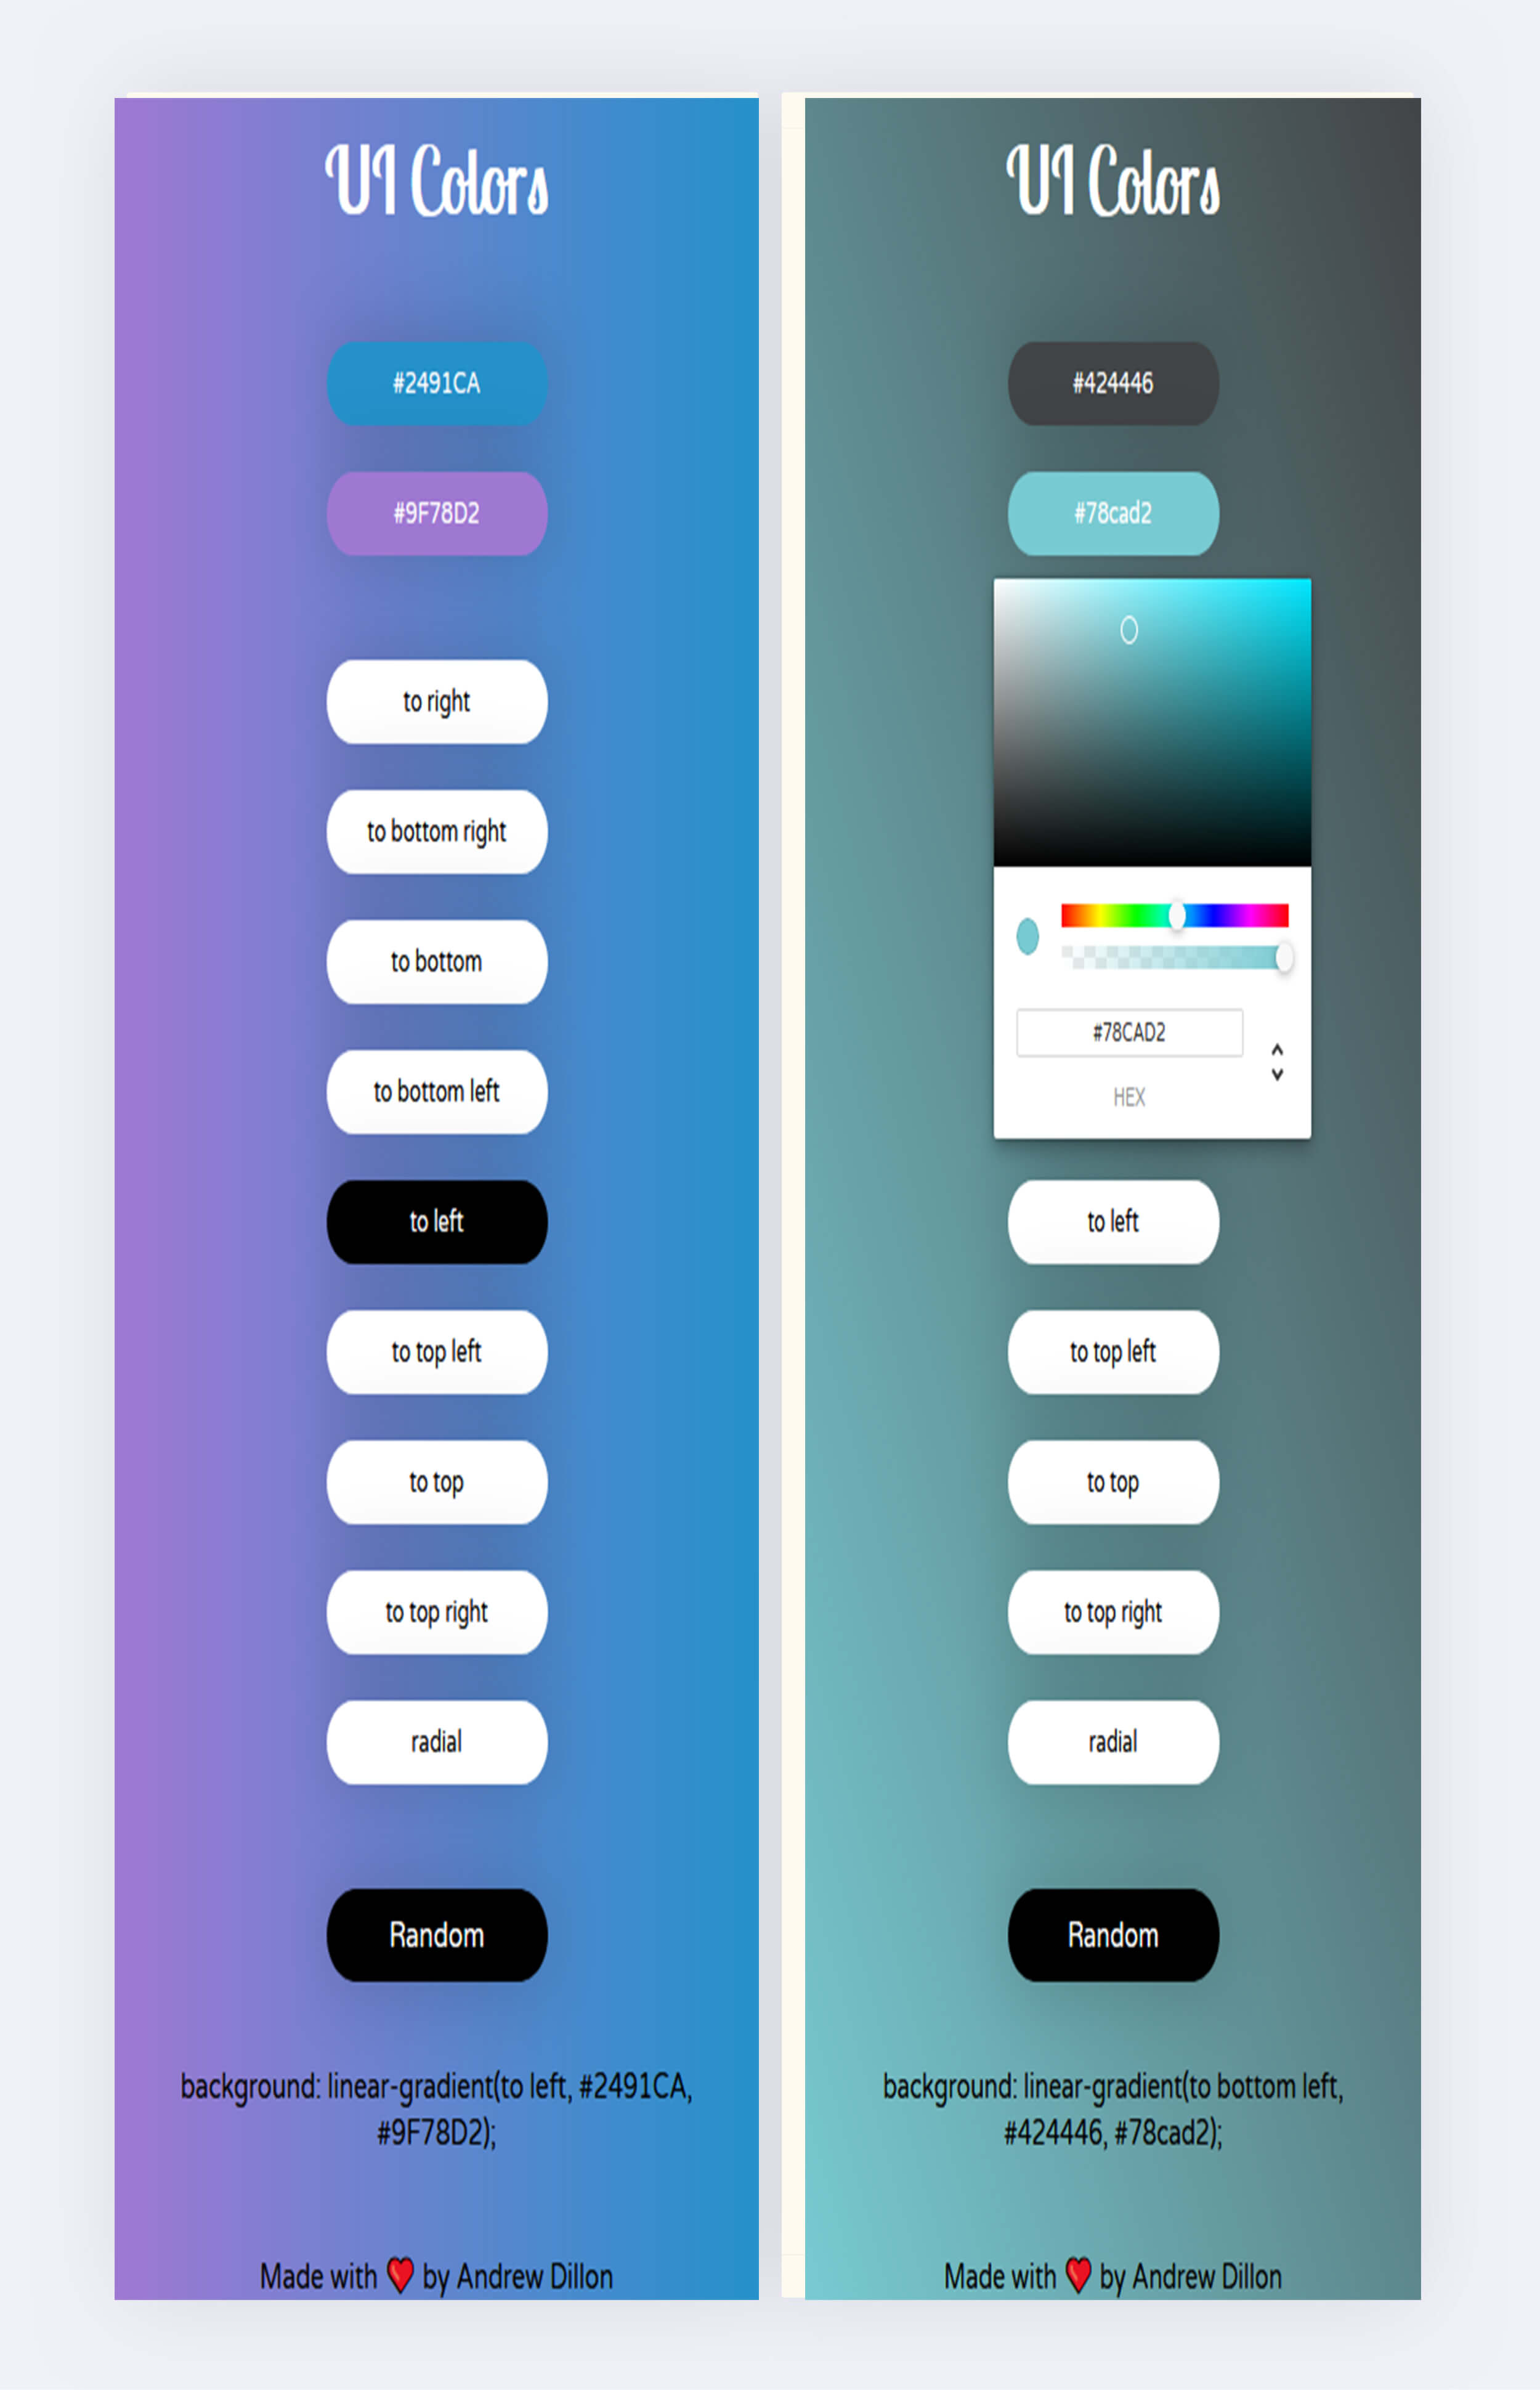 UI Colors
#2491CA
#9F78D2
to right
to bottom right
to bottom
to bottom left
to left
to top left
to top
to top right
radial
Random
background: linear-gradient(to left, #2491CA,
#9F78D2);
Made with ❤️ by Andrew Dillon
UI Colors
#424446
#78cad2
#78CAD2
HEX
to left
to top left
to top
to top right
radial
Random
background: linear-gradient(to bottom left,
#424446, #78cad2);
Made with ❤️ by Andrew Dillon